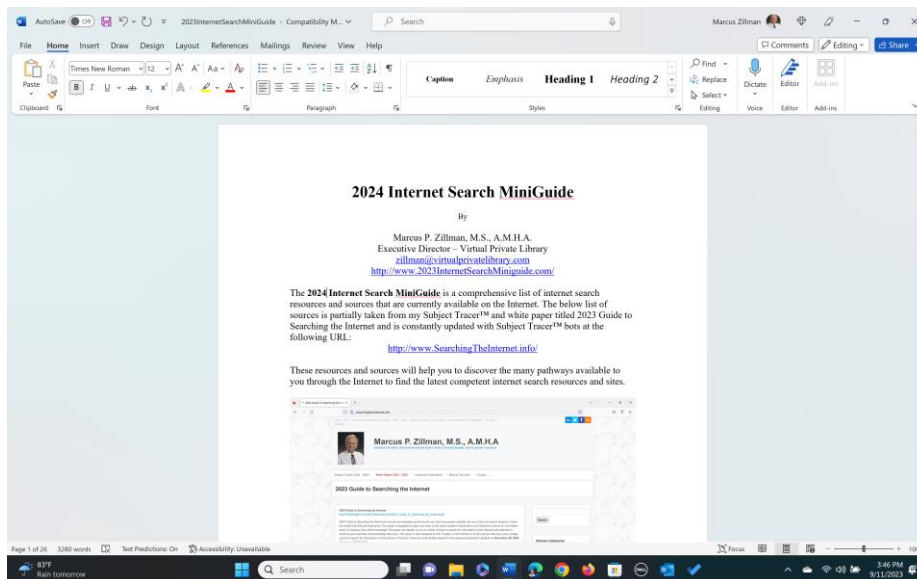 AutoSave Off 2023InternetSearchMiniGuide - Compatibility M... Search Marcus Zillman
File Home Insert Draw Design Layout References Mailings Review View Help Comments Editing Share
Paste Times New Roman 12 Aa Caption Emphasis Heading 1 Heading 2 Find Replace Select Dictate Editor Add-ins
Clipboard Font Paragraph Styles Editing Voice Editor Add-ins
2024 Internet Search MiniGuide
By
Marcus P. Zillman, M.S., A.M.H.A.
Executive Director – Virtual Private Library
zillman@virtualprivatelibrary.com
http://www.2023InternetSearchMiniguide.com/
The 2024 Internet Search MiniGuide is a comprehensive list of internet search
resources and sources that are currently available on the Internet. The below list of
sources is partially taken from my Subject Tracer™ and white paper titled 2023 Guide to
Searching the Internet and is constantly updated with Subject Tracer™ bots at the
following URL:
http://www.SearchingTheInternet.info/
These resources and sources will help you to discover the many pathways available to
you through the Internet to find the latest competent internet search resources and sites.
Marcus P. Zillman, M.S., A.M.H.A
2023 Guide to Searching the Internet
Page 1 of 26 3280 words Text Predictions: On Accessibility: Unavailable Focus
83°F
Rain tomorrow
Search
3:46 PM
9/11/2023